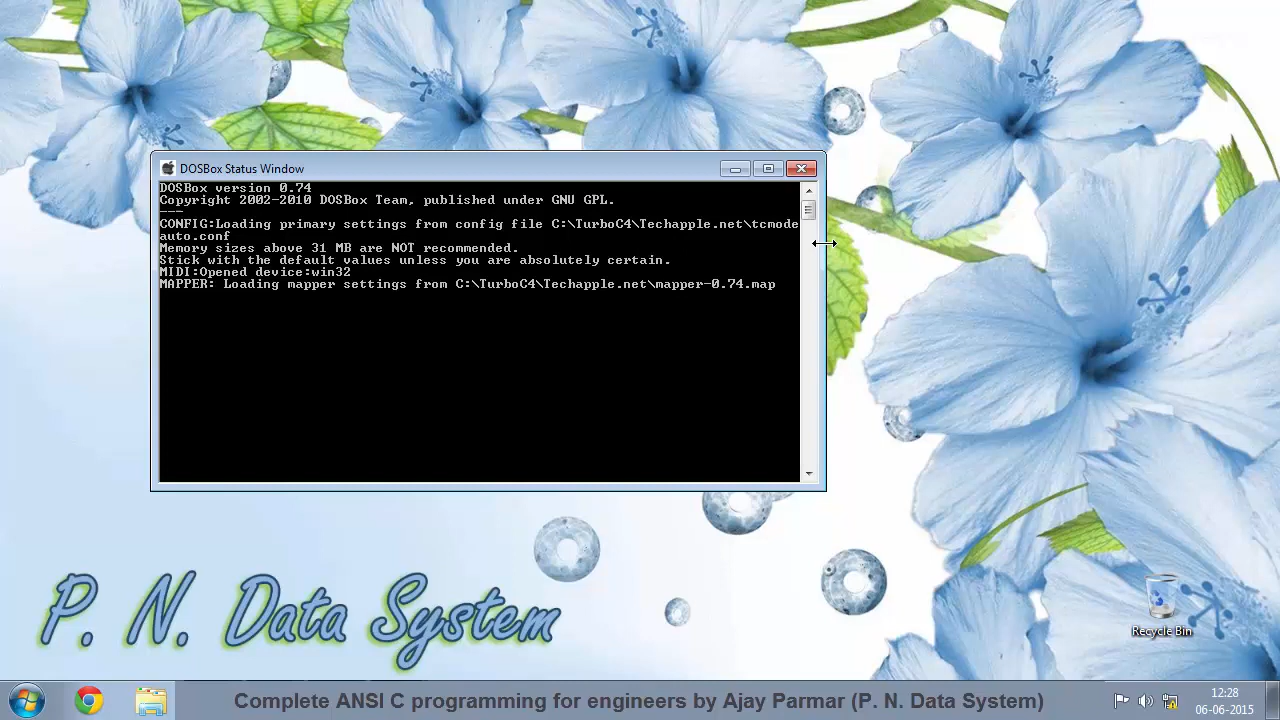 DOSBox Status Window
DOSBox version 0.74
Copyright 2002-2010 DOSBox Team, published under GNU GPL.
---
CONFIG:Loading primary settings from config file C:\TurboC4\Techapple.net\tcmode
auto.conf
Memory sizes above 31 MB are NOT recommended.
Stick with the default values unless you are absolutely certain.
MIDI:Opened device:win32
MAPPER: Loading mapper settings from C:\TurboC4\Techapple.net\mapper-0.74.map
P. N. Data System
Recycle Bin
Complete ANSI C programming for engineers by Ajay Parmar (P. N. Data System)
12:28
06-06-2015